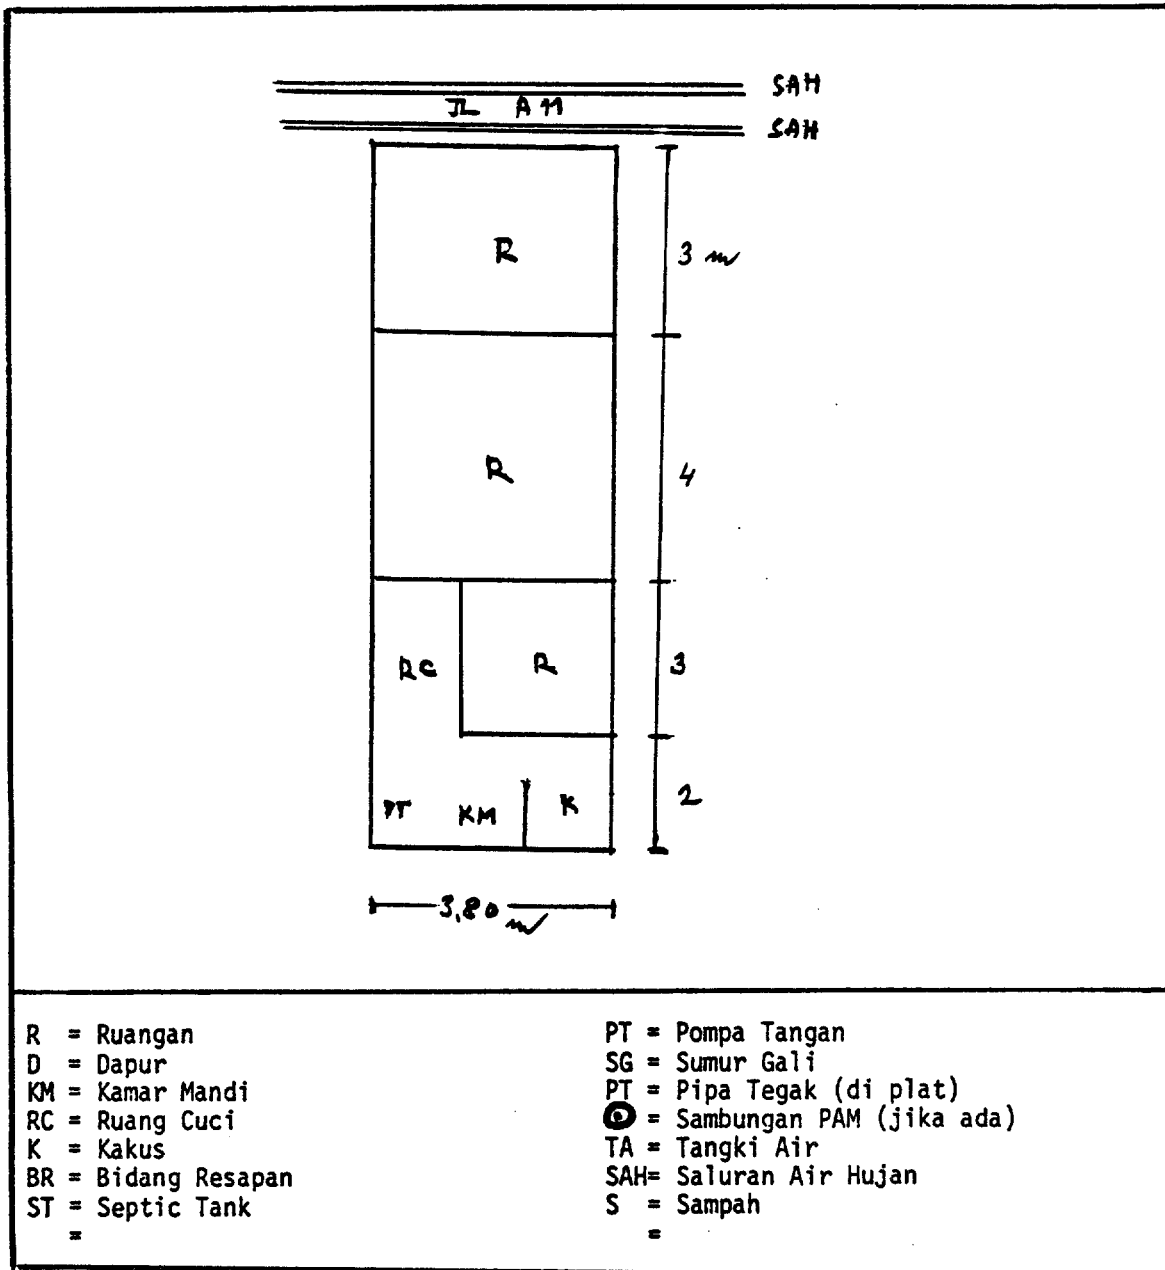 SAH
JL A 11
SAH
R
3 m
R
4
RC
R
3
PT
KM
K
2
3,80 m
R = Ruangan
D = Dapur
KM = Kamar Mandi
RC = Ruang Cuci
K = Kakus
BR = Bidang Resapan
ST = Septic Tank
=
PT = Pompa Tangan
SG = Sumur Gali
PT = Pipa Tegak (di plat)
= Sambungan PAM (jika ada)
TA = Tangki Air
SAH= Saluran Air Hujan
S = Sampah
=